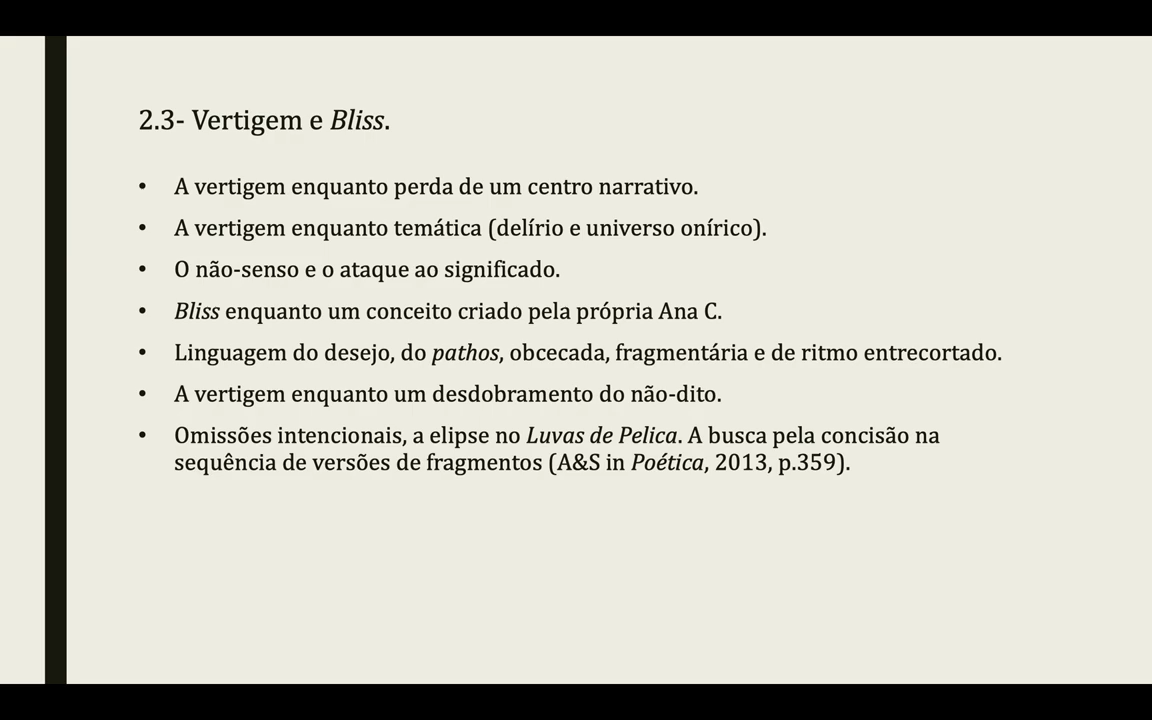 2.3- Vertigem e Bliss.
• A vertigem enquanto perda de um centro narrativo.
• A vertigem enquanto temática (delírio e universo onírico).
• O não-senso e o ataque ao significado.
• Bliss enquanto um conceito criado pela própria Ana C.
• Linguagem do desejo, do pathos, obcecada, fragmentária e de ritmo entrecortado.
• A vertigem enquanto um desdobramento do não-dito.
• Omissões intencionais, a elipse no Luvas de Pelica. A busca pela concisão na
sequência de versões de fragmentos (A&S in Poética, 2013, p.359).